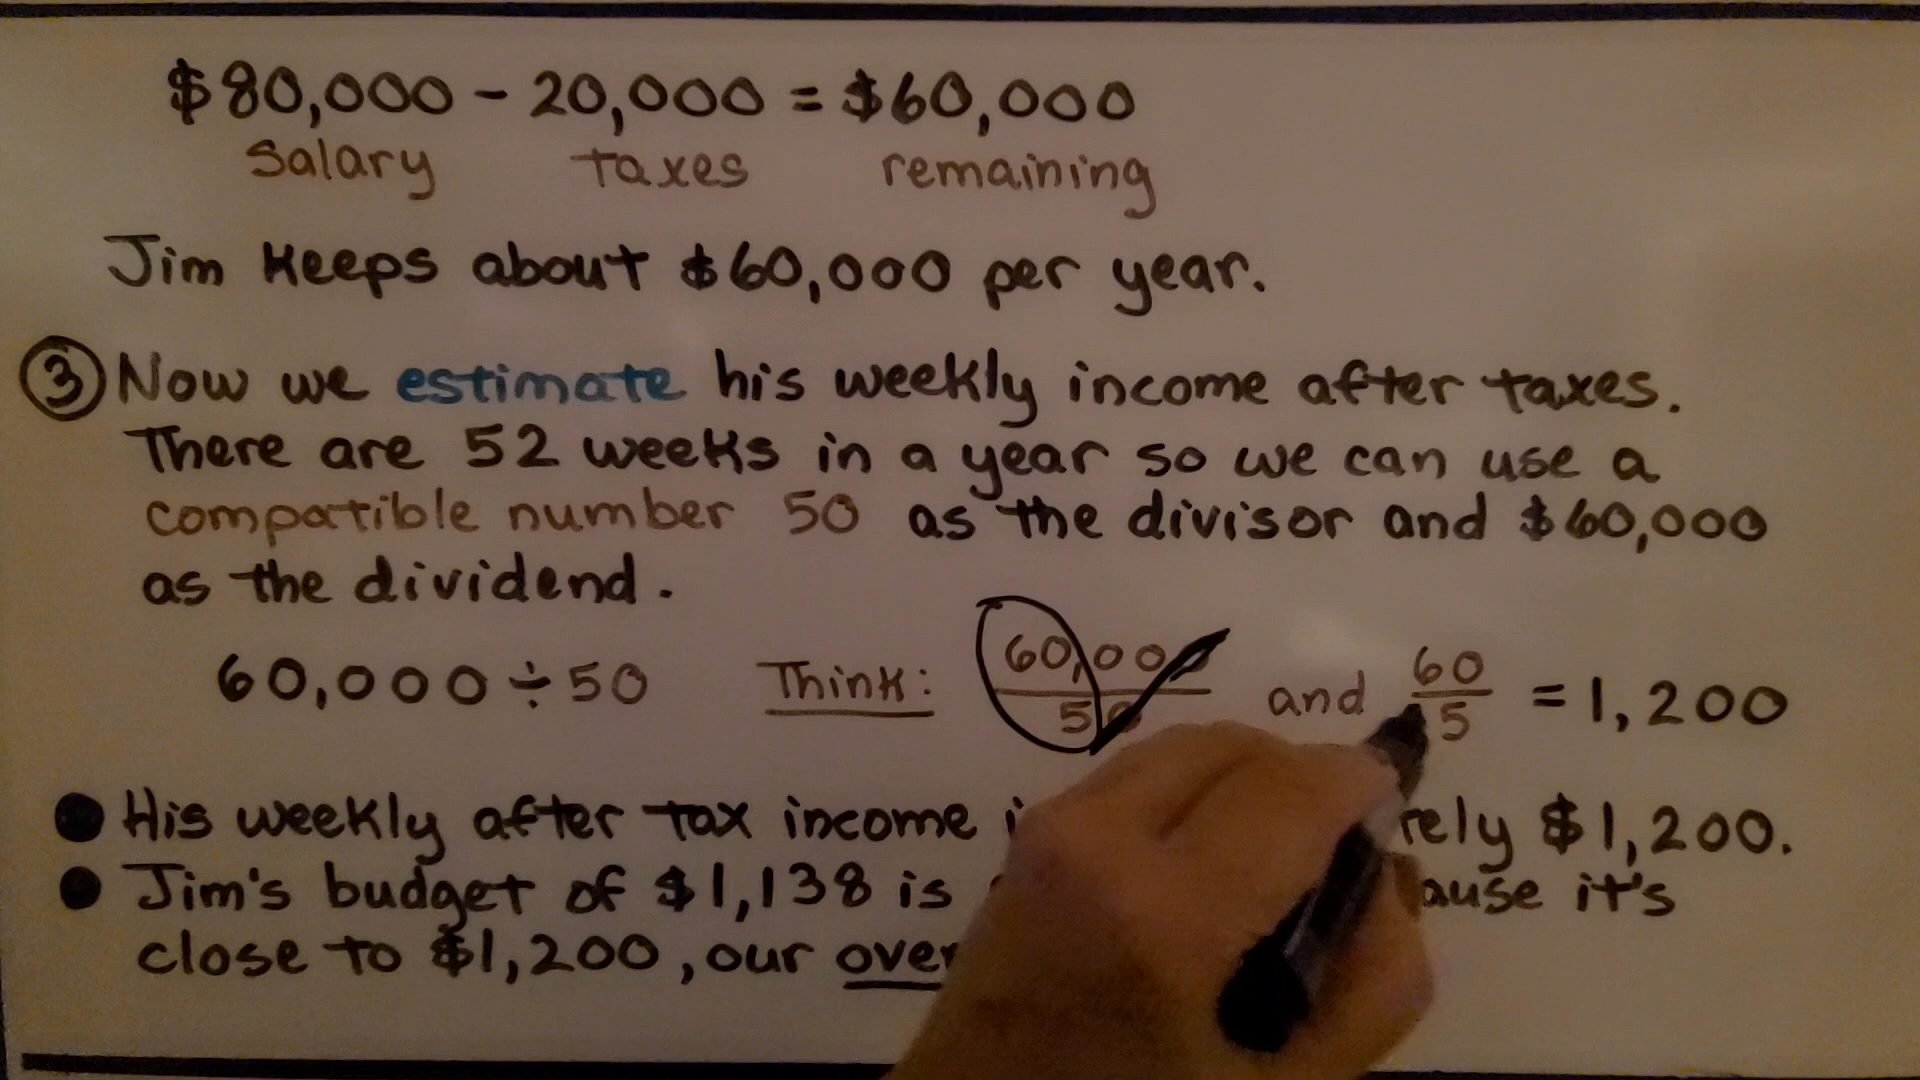 $80,000 - 20,000 = $60,000
Salary taxes remaining
Jim keeps about $60,000 per year.
③ Now we estimate his weekly income after taxes.
There are 52 weeks in a year so we can use a
compatible number 50 as the divisor and $60,000
as the dividend.
60,000 ÷ 50 Think: 60,000/50 and 60/5 = 1,200
● His weekly after tax income $1,200.
● Jim's budget of $1,138 is it's
close to $1,200, our